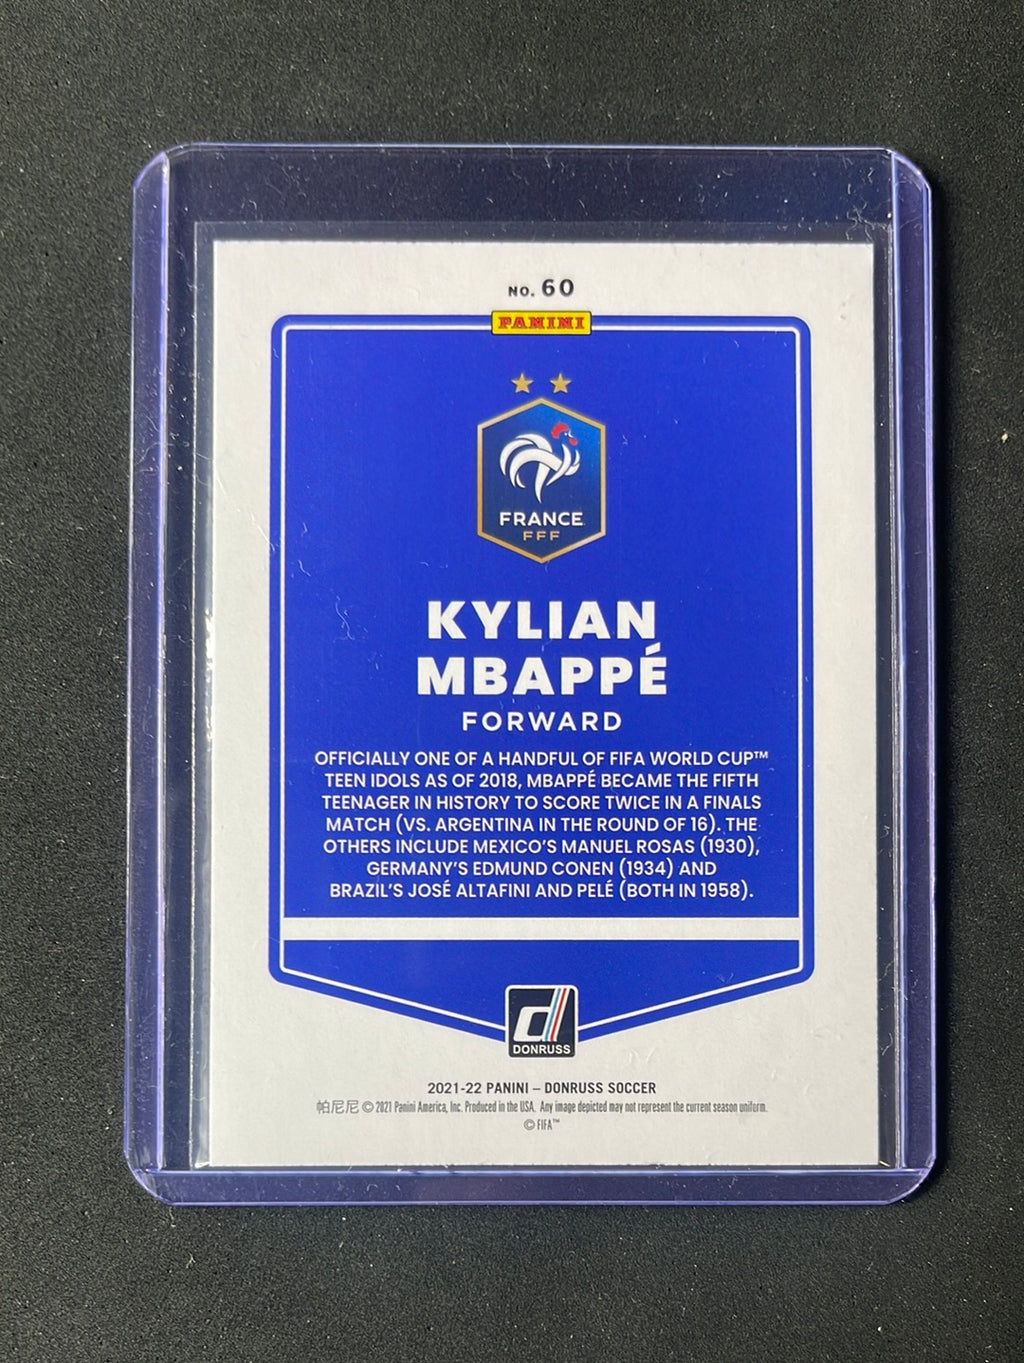 NO. 60
PANINI
FRANCE
FFF
KYLIAN
MBAPPÉ
FORWARD
OFFICIALLY ONE OF A HANDFUL OF FIFA WORLD CUP™
TEEN IDOLS AS OF 2018, MBAPPÉ BECAME THE FIFTH
TEENAGER IN HISTORY TO SCORE TWICE IN A FINALS
MATCH (VS. ARGENTINA IN THE ROUND OF 16). THE
OTHERS INCLUDE MEXICO'S MANUEL ROSAS (1930),
GERMANY'S EDMUND CONEN (1934) AND
BRAZIL'S JOSÉ ALTAFINI AND PELÉ (BOTH IN 1958).
d
DONRUSS
2021-22 PANINI – DONRUSS SOCCER
帕尼尼 © 2021 Panini America, Inc. Produced in the USA. Any image depicted may not represent the current season uniform.
© FIFA™